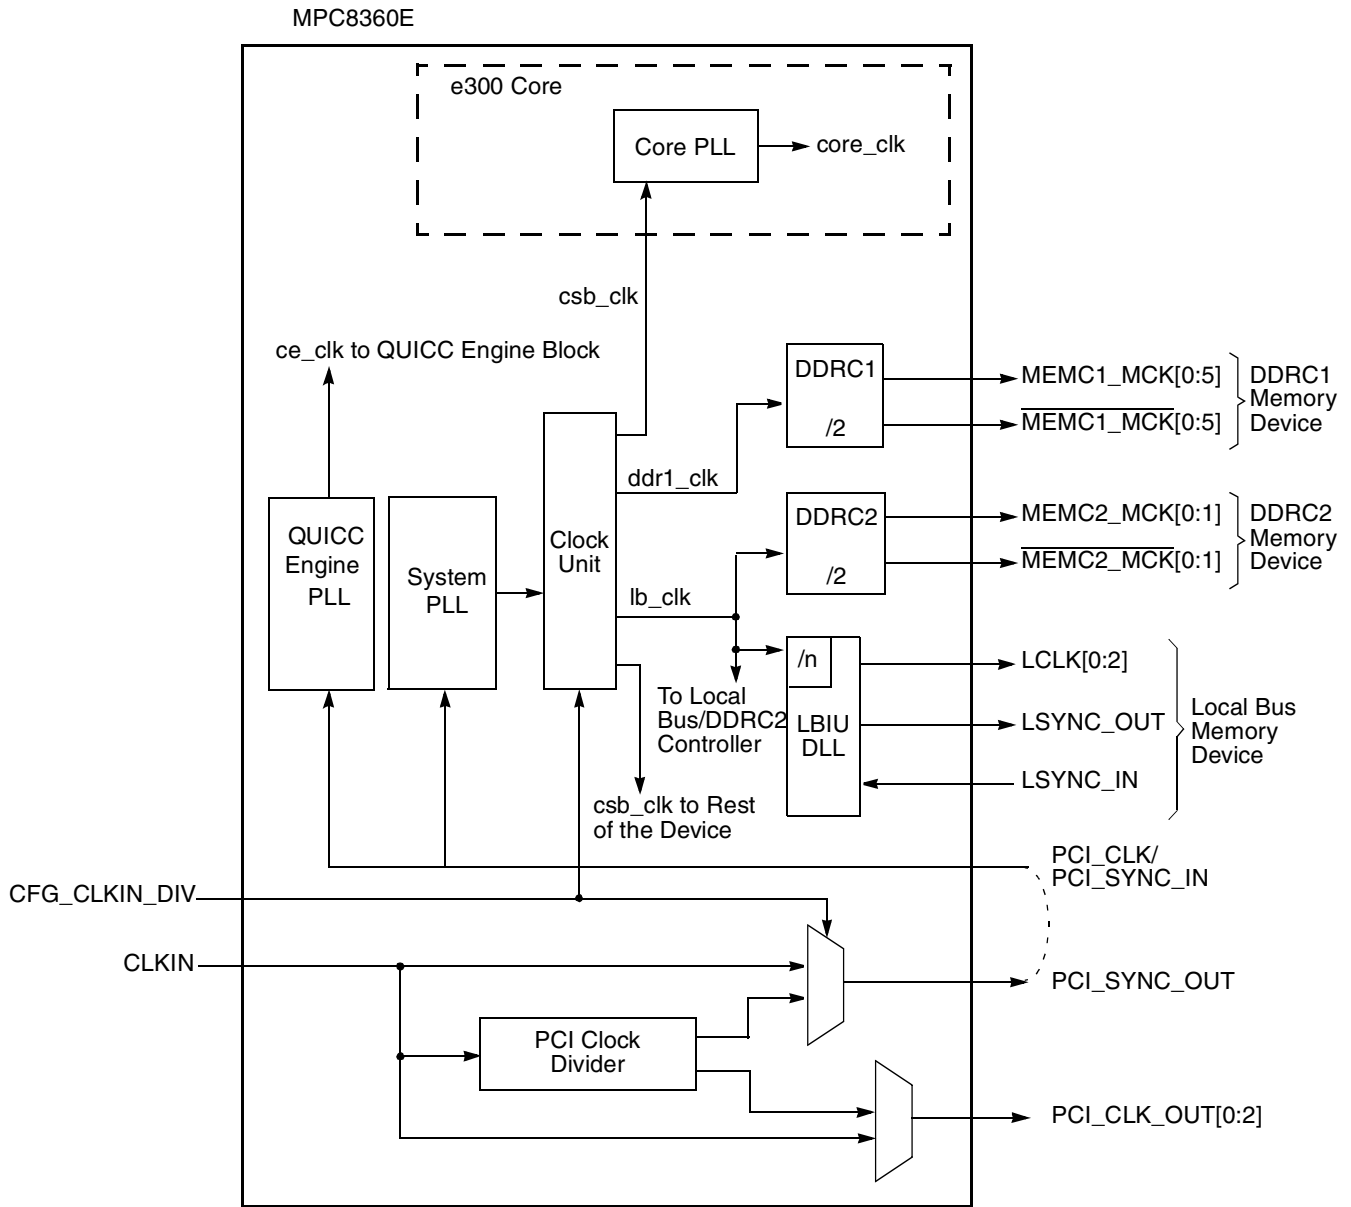 MPC8360E
e300 Core
Core PLL
core_clk
csb_clk
ce_clk to QUICC Engine Block
DDRC1
/2
MEMC1_MCK[0:5]
MEMC1_MCK[0:5]
DDRC1
Memory
Device
ddr1_clk
QUICC
Engine
PLL
System
PLL
Clock
Unit
DDRC2
/2
MEMC2_MCK[0:1]
MEMC2_MCK[0:1]
DDRC2
Memory
Device
lb_clk
/n
LBIU
DLL
To Local
Bus/DDRC2
Controller
LCLK[0:2]
LSYNC_OUT
LSYNC_IN
Local Bus
Memory
Device
csb_clk to Rest
of the Device
PCI_CLK/
PCI_SYNC_IN
CFG_CLKIN_DIV
CLKIN
PCI_SYNC_OUT
PCI Clock
Divider
PCI_CLK_OUT[0:2]